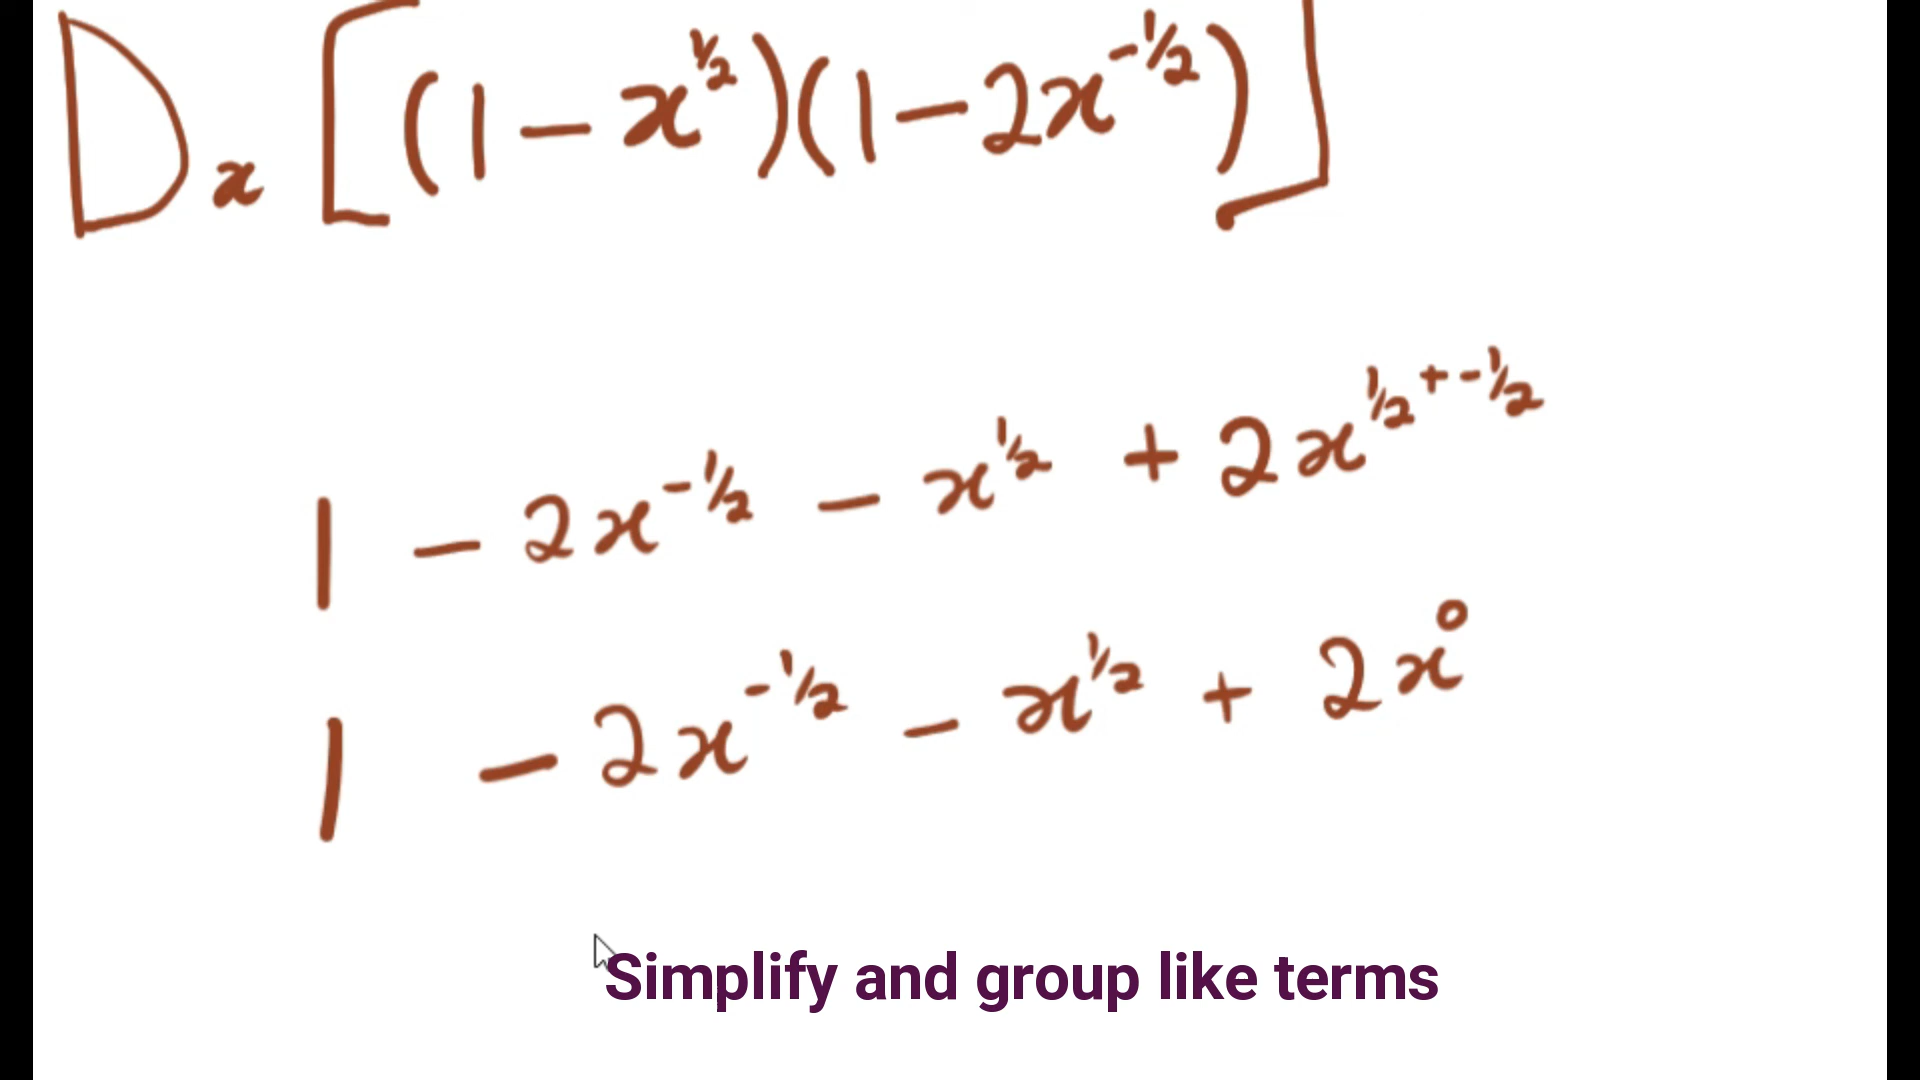 Dₓ [(1 - x^½)(1 - 2x^-½)]
1 - 2x^-½ - x^½ + 2x^½+-½
1 - 2x^-½ - x^½ + 2x^0
Simplify and group like terms